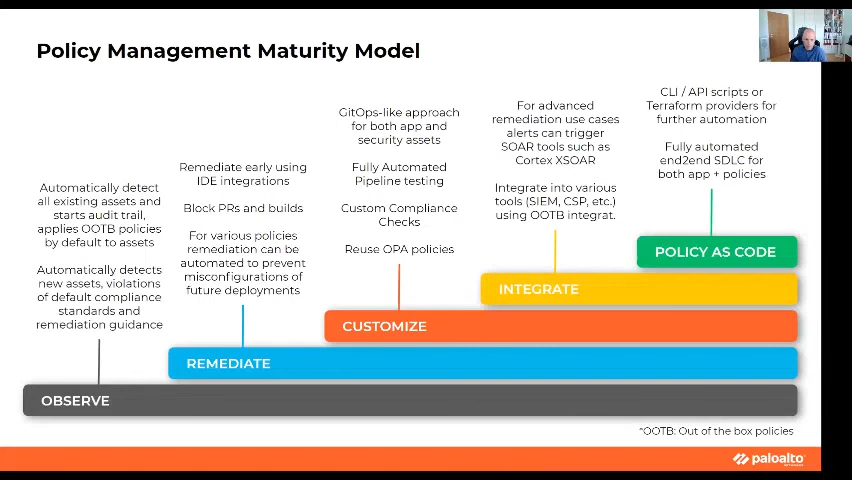 Policy Management Maturity Model
Automatically detect
all existing assets and
starts audit trail,
applies OOTB policies
by default to assets
Automatically detects
new assets, violations
of default compliance
standards and
remediation guidance
Remediate early using
IDE integrations
Block PRs and builds
For various policies
remediation can be
automated to prevent
misconfigurations of
future deployments
GitOps-like approach
for both app and
security assets
Fully Automated
Pipeline testing
Custom Compliance
Checks
Reuse OPA policies
For advanced
remediation use cases
alerts can trigger
SOAR tools such as
Cortex XSOAR
Integrate into various
tools (SIEM, CSP, etc.)
using OOTB integrat.
CLI / API scripts or
Terraform providers for
further automation
Fully automated
end2end SDLC for
both app + policies
POLICY AS CODE
INTEGRATE
CUSTOMIZE
REMEDIATE
OBSERVE
*OOTB: Out of the box policies
paloalto
NETWORKS